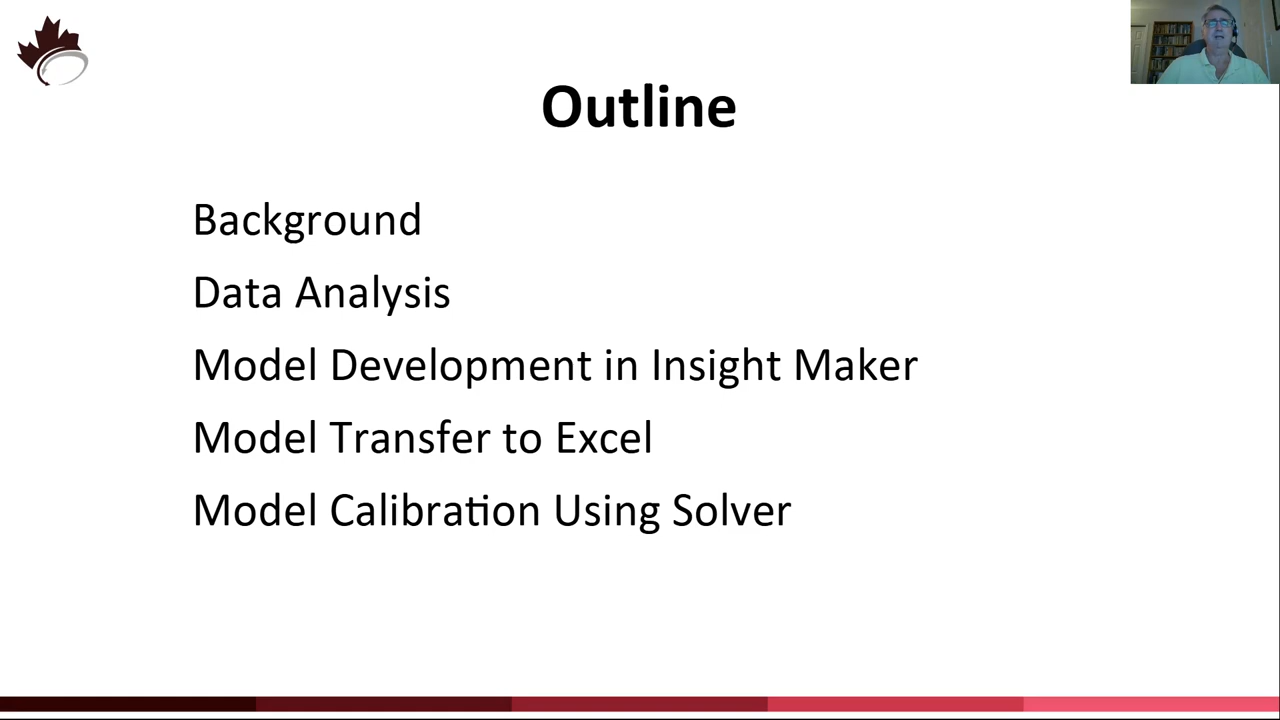 Outline
Background
Data Analysis
Model Development in Insight Maker
Model Transfer to Excel
Model Calibration Using Solver